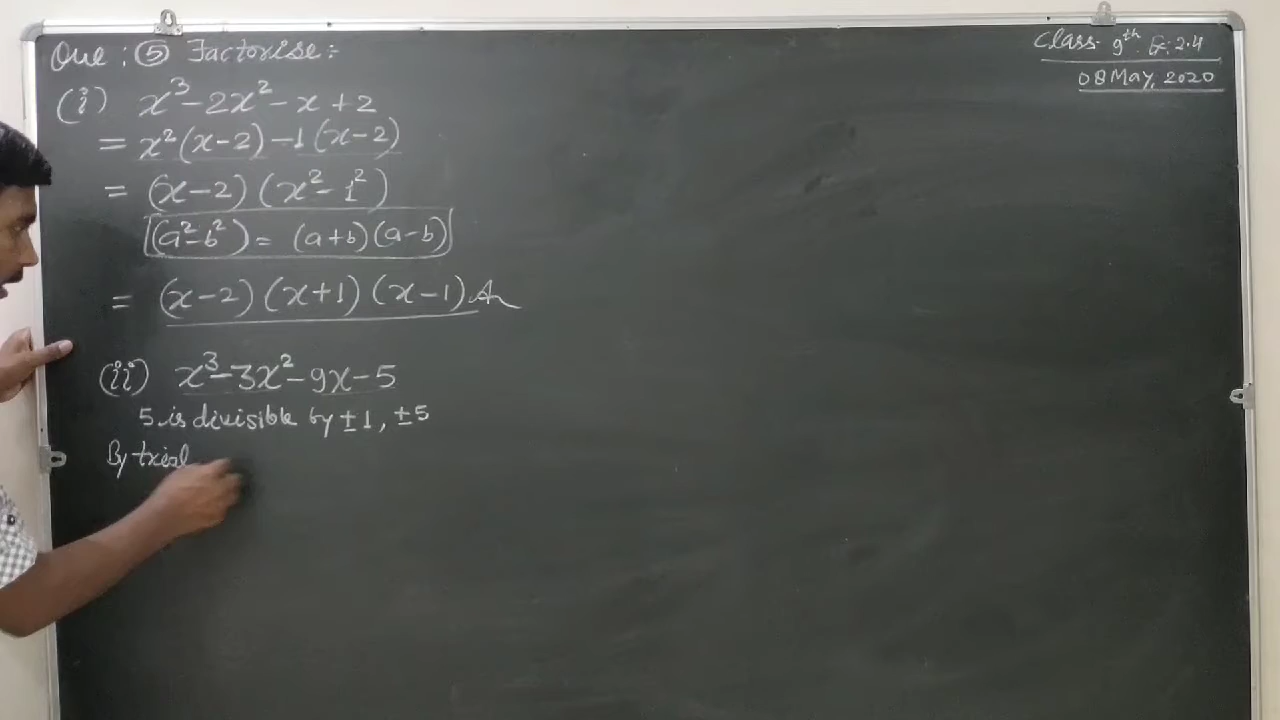 Que : ⑤ Factorise :-
Class 9th Ex: 2.4
08 May, 2020
(i) x³ - 2x² - x + 2
= x²(x-2) - 1(x-2)
= (x-2) (x² - 1²)
(a² - b²) = (a+b)(a-b)
= (x-2) (x+1) (x-1) An
(ii) x³ - 3x² - 9x - 5
5 is divisible by ±1, ±5
By trial